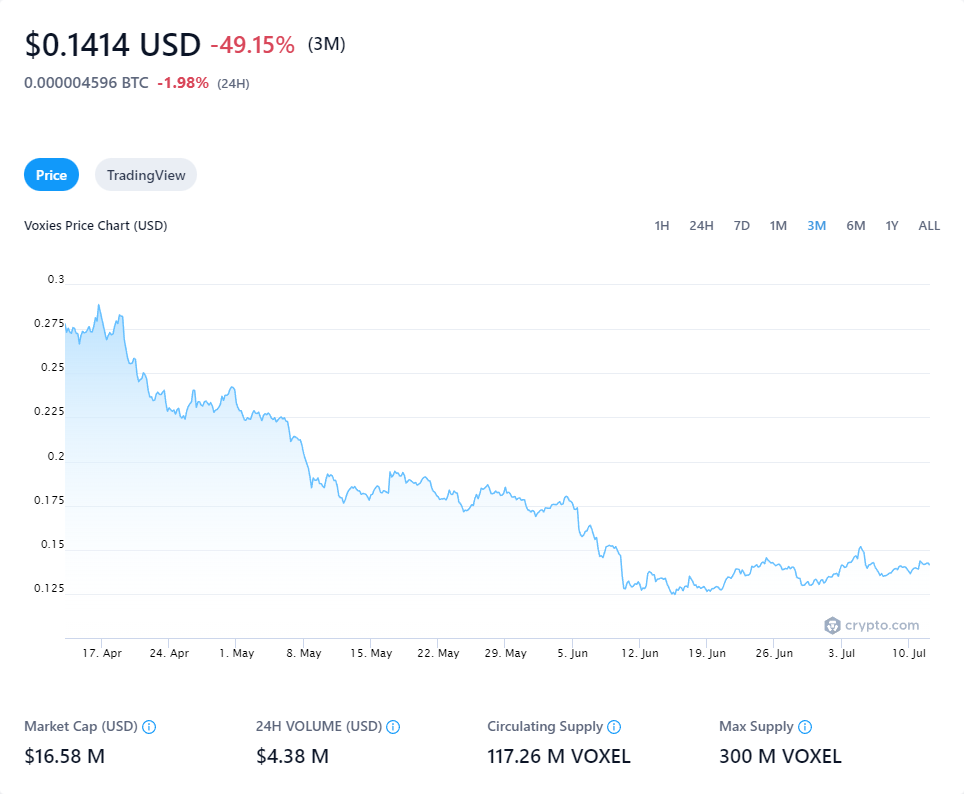 $0.1414 USD -49.15% (3M)
0.000004596 BTC -1.98% (24H)
Price TradingView
Voxies Price Chart (USD) 1H 24H 7D 1M 3M 6M 1Y ALL
0.3
0.275
0.25
0.225
0.2
0.175
0.15
0.125
crypto.com
17. Apr 24. Apr 1. May 8. May 15. May 22. May 29. May 5. Jun 12. Jun 19. Jun 26. Jun 3. Jul 10. Jul
Market Cap (USD) 24H VOLUME (USD) Circulating Supply Max Supply
$16.58 M $4.38 M 117.26 M VOXEL 300 M VOXEL